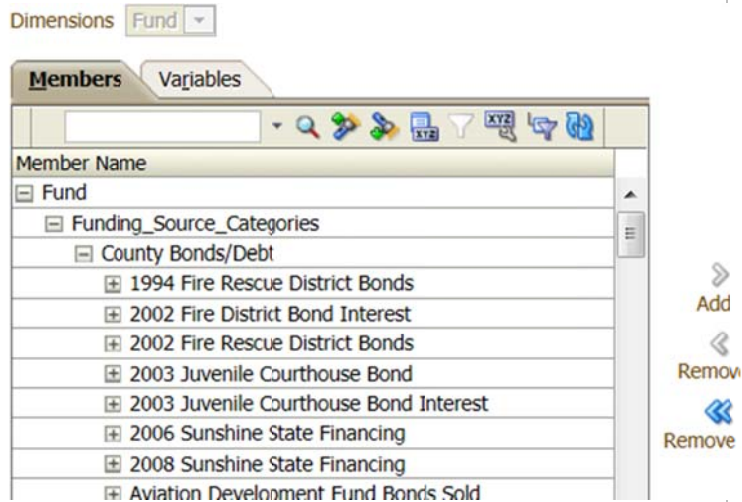 Dimensions Fund
Members Variables
XYZ XYZ
Member Name
Fund
Funding_Source_Categories
County Bonds/Debt
1994 Fire Rescue District Bonds
2002 Fire District Bond Interest
2002 Fire Rescue District Bonds
Add
2003 Juvenile Courthouse Bond
Remov
2003 Juvenile Courthouse Bond Interest
2006 Sunshine State Financing
Remove
2008 Sunshine State Financing
Aviation Development Fund Bonds Sold